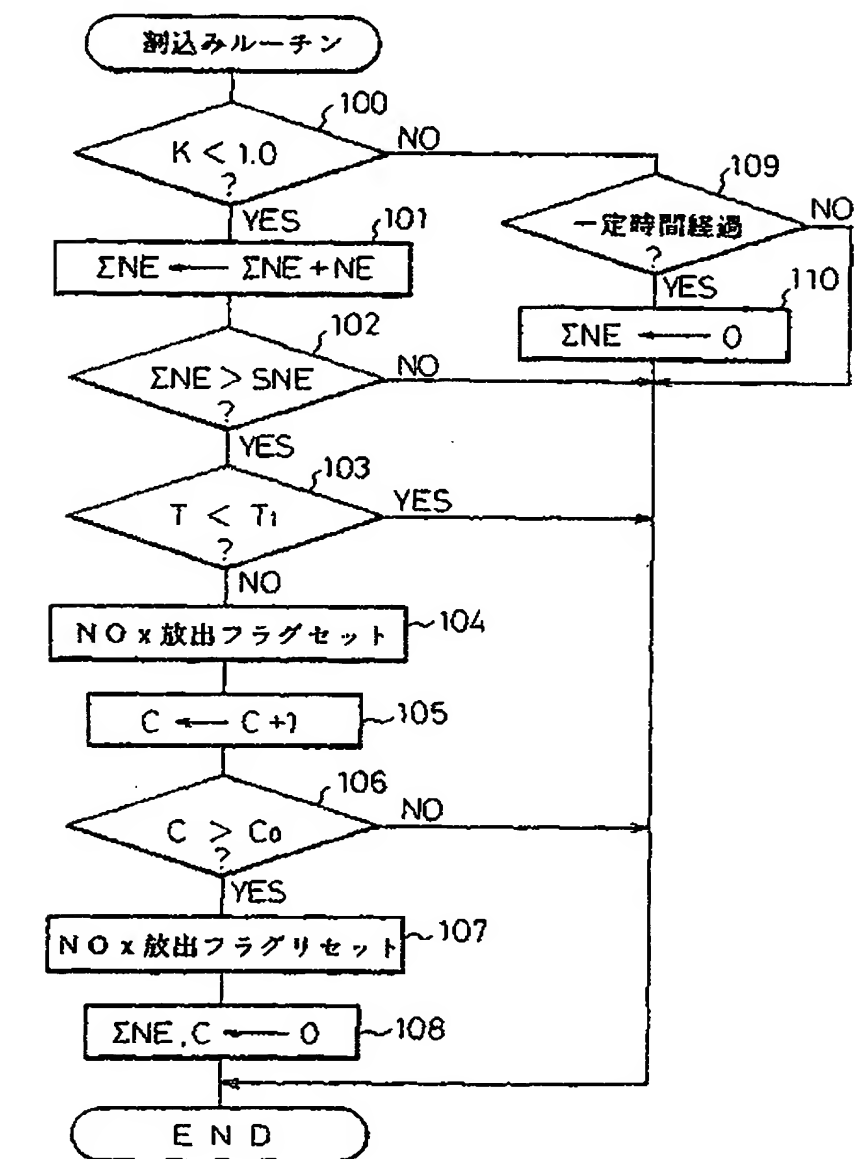 割込みルーチン
100
K < 1.0
?
NO
YES
101
ΣNE ← ΣNE + NE
109
一定時間経過
?
NO
YES
110
ΣNE ← 0
102
ΣNE > SNE
?
NO
YES
103
T < T1
?
YES
NO
NOx放出フラグセット
104
C ← C+1
105
106
C > C0
?
NO
YES
NOx放出フラグリセット
107
ΣNE, C ← 0
108
END